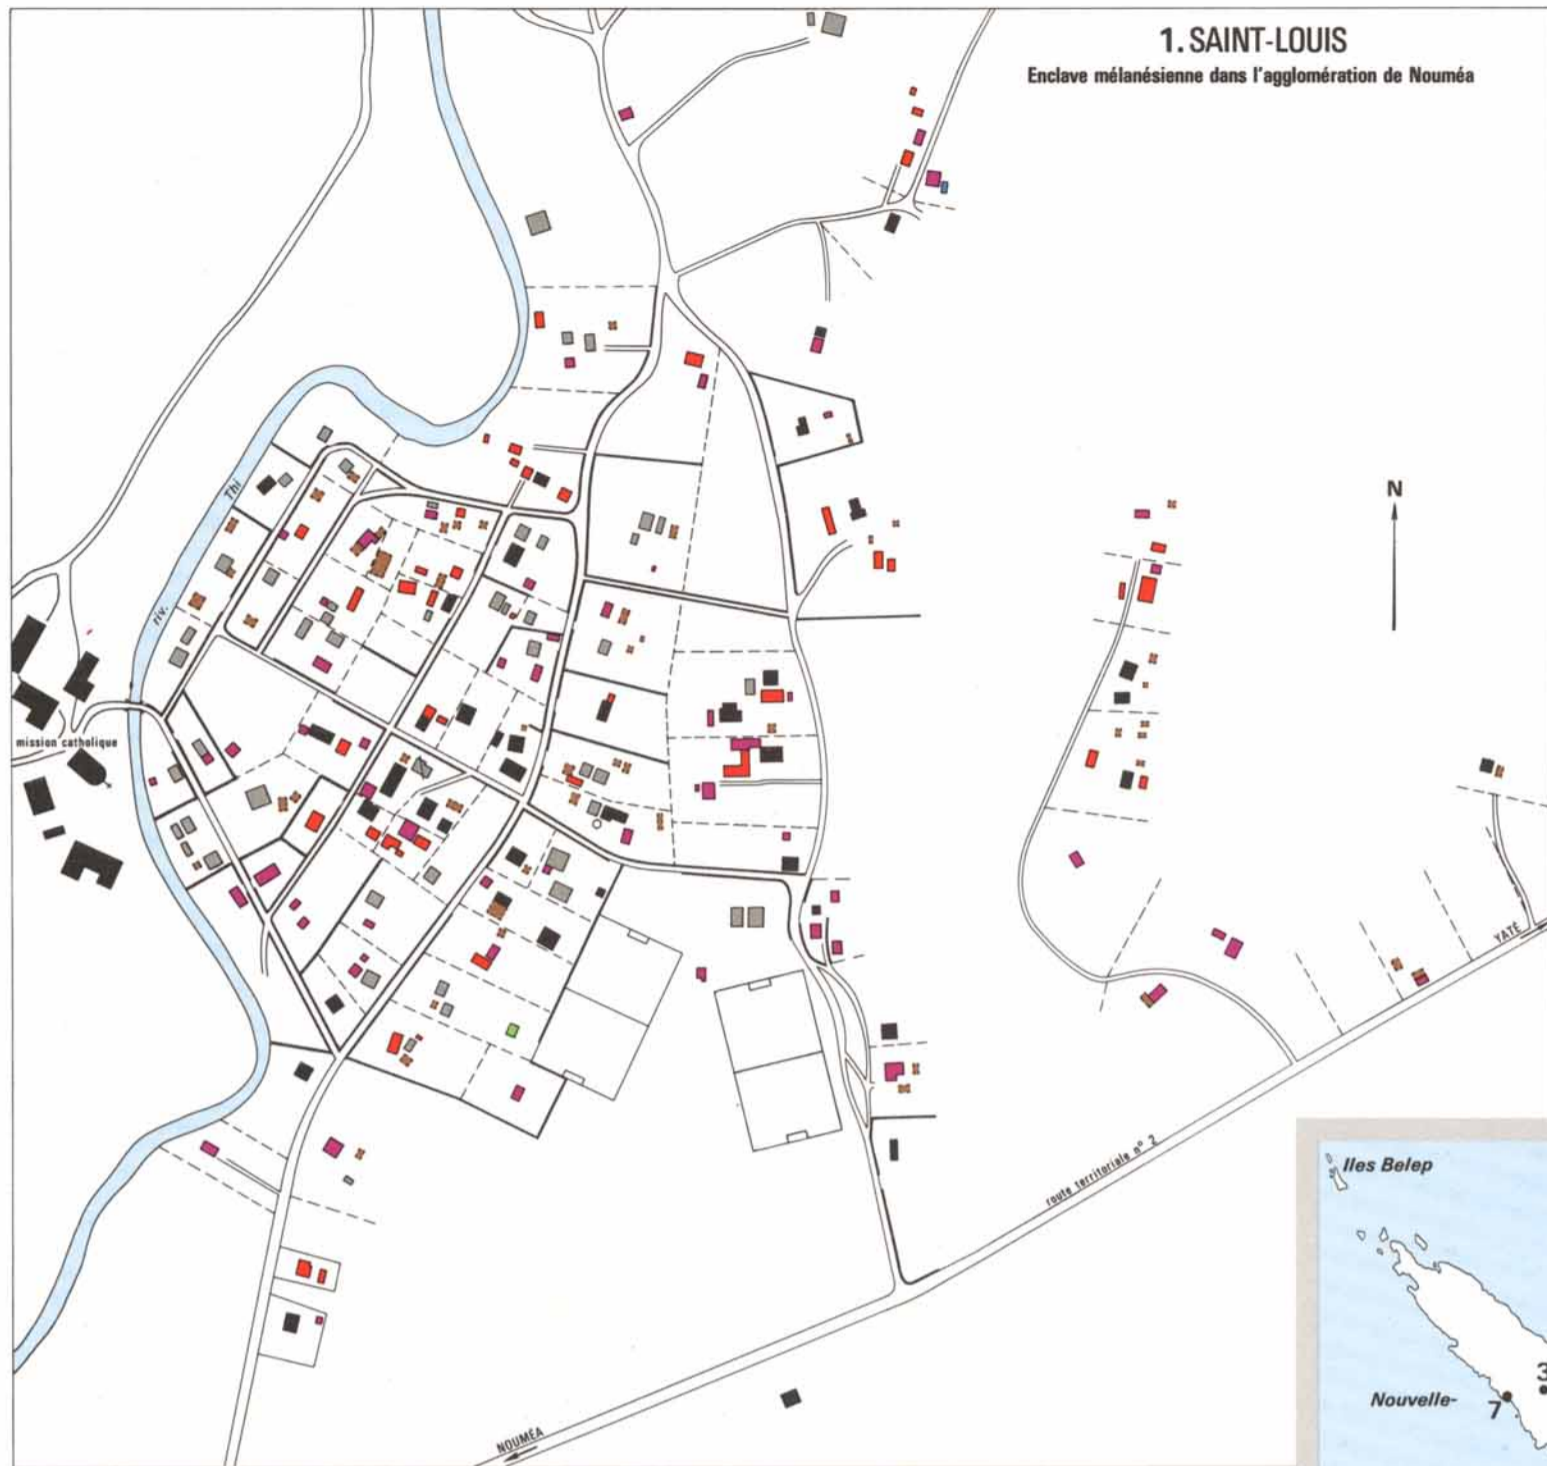 1. SAINT-LOUIS
Enclave mélanésienne dans l'agglomération de Nouméa
N
Thi
riv.
mission catholique
YATÉ
route territoriale n° 2
NOUMÉA
Iles Belep
3
Nouvelle-
7